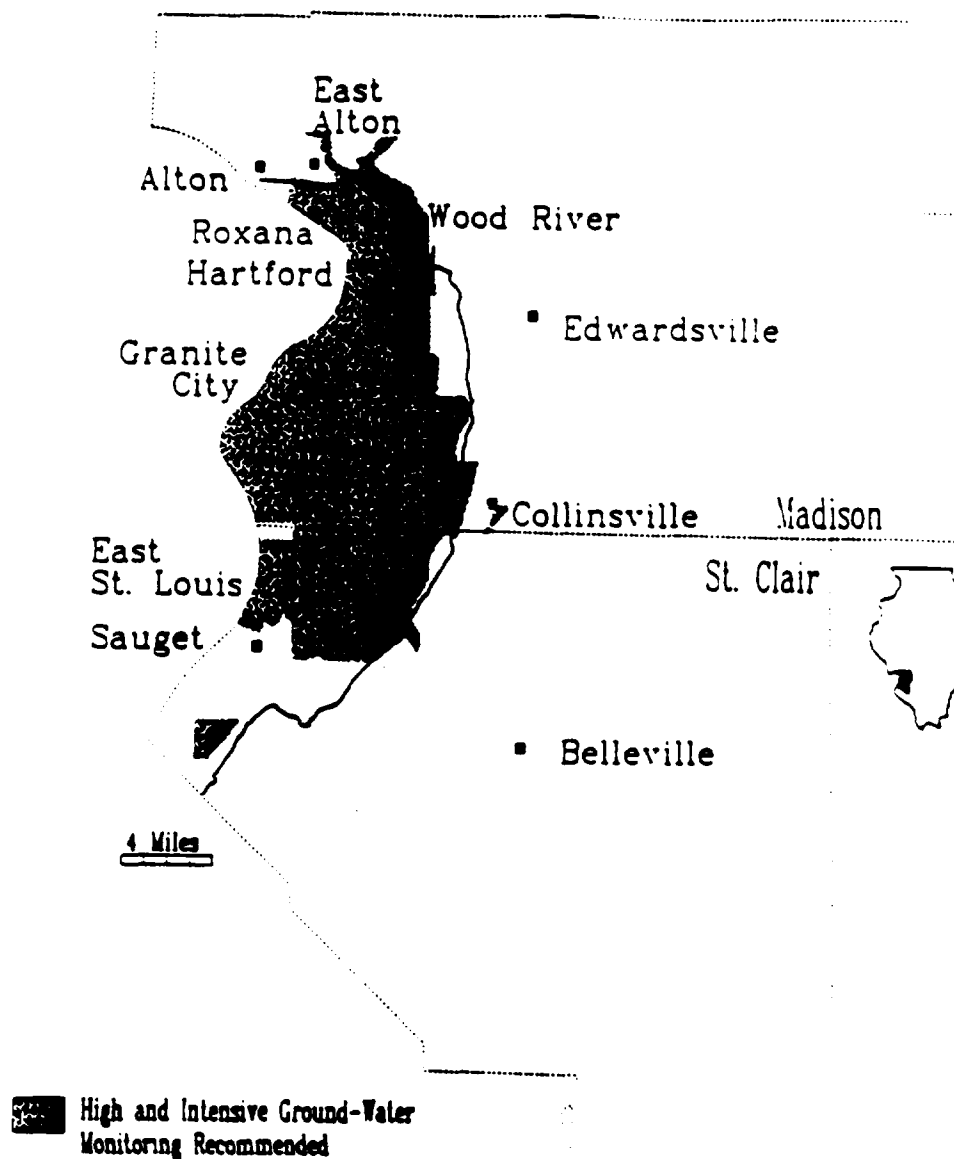 East
Alton
Alton
Wood River
Roxana
Hartford
Edwardsville
Granite
City
Collinsville
Madison
East
St. Louis
St. Clair
Sauget
Belleville
4 Miles
High and Intensive Ground-Water
Monitoring Recommended